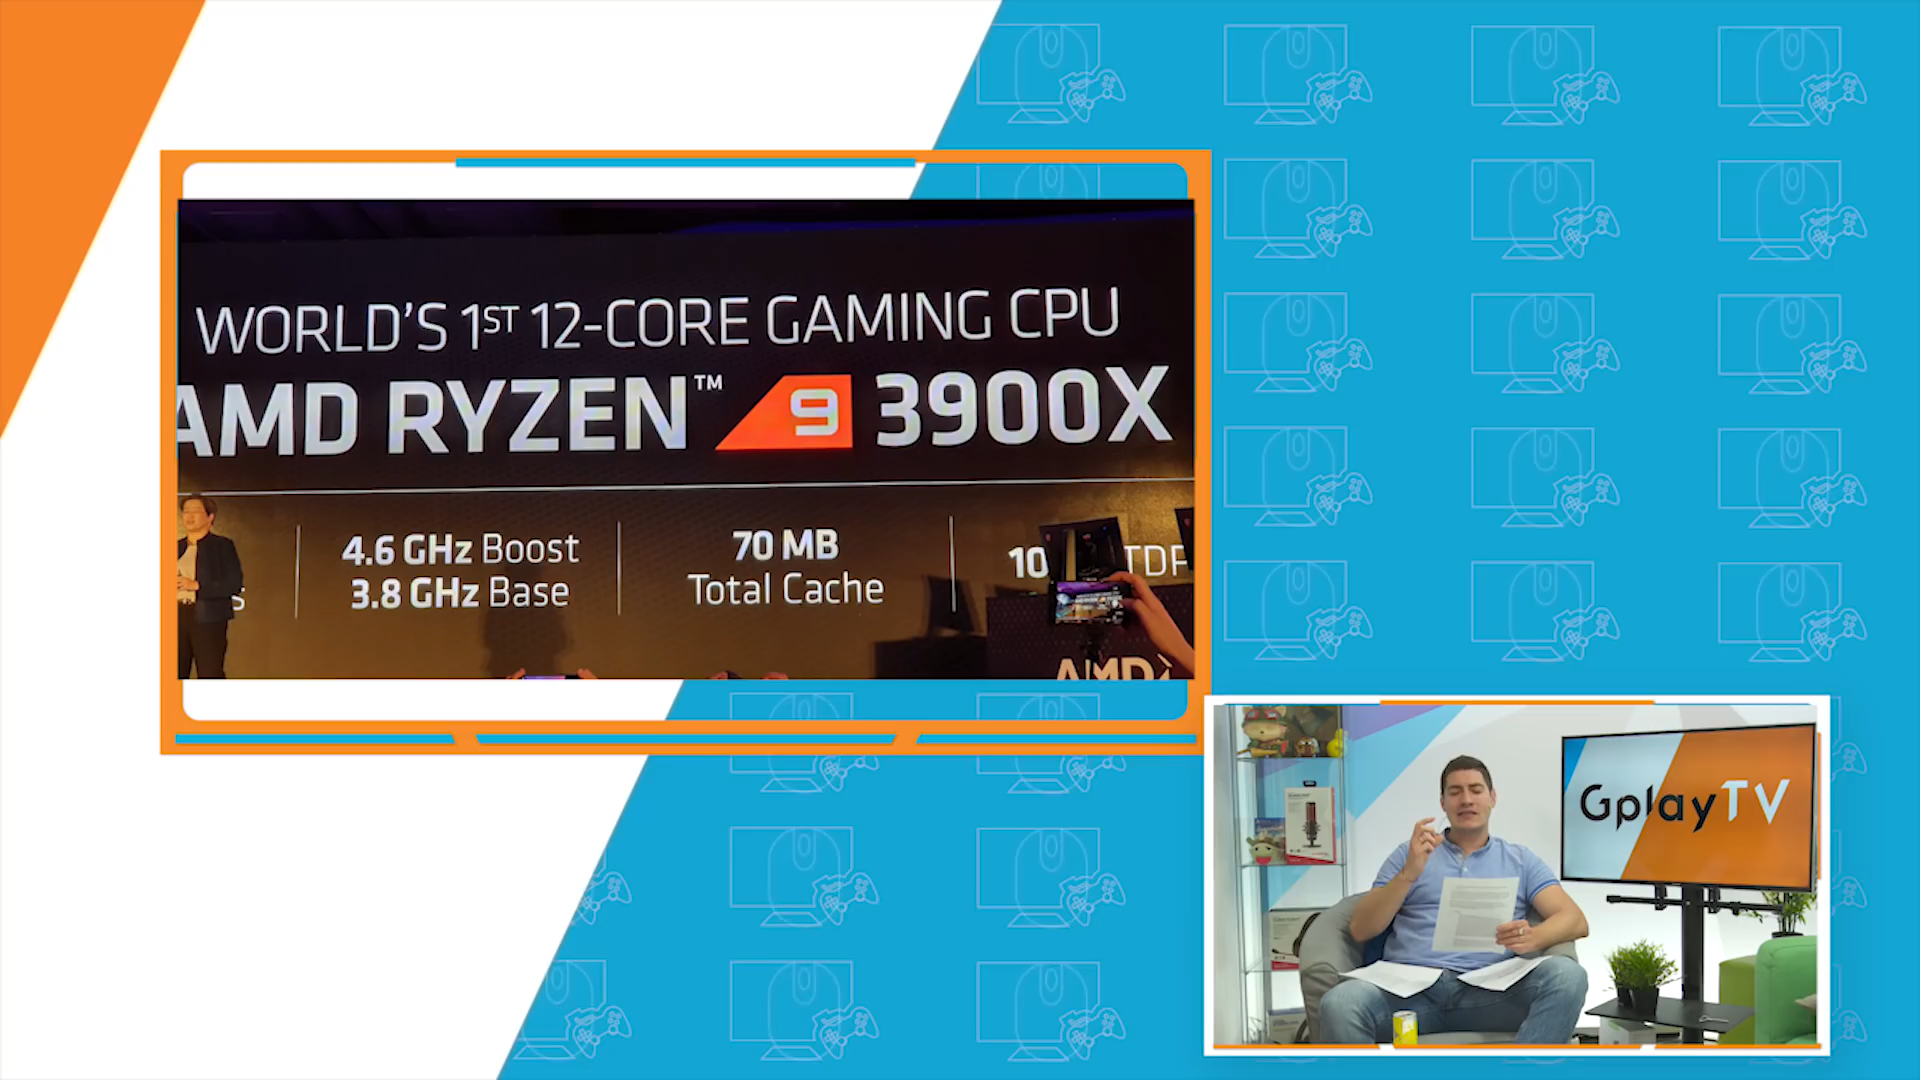 WORLD'S 1ST 12-CORE GAMING CPU
AMD RYZEN™ 9 3900X
4.6 GHz Boost
3.8 GHz Base
70 MB
Total Cache
10
TDP
S
AMD
GplayTV